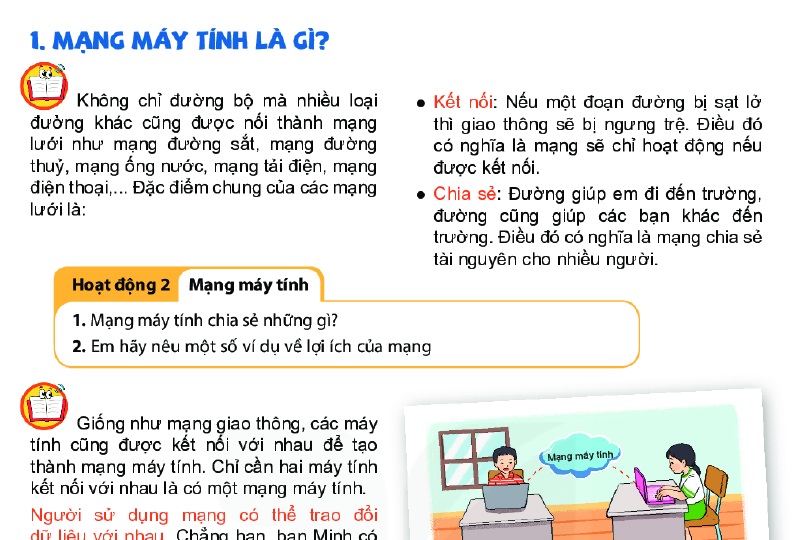 1. MẠNG MÁY TÍNH LÀ GÌ?
Không chỉ đường bộ mà nhiều loại
đường khác cũng được nối thành mạng
lưới như mạng đường sắt, mạng đường
thuỷ, mạng ống nước, mạng tải điện, mạng
điện thoại,... Đặc điểm chung của các mạng
lưới là:
● Kết nối: Nếu một đoạn đường bị sạt lở
thì giao thông sẽ bị ngưng trệ. Điều đó
có nghĩa là mạng sẽ chỉ hoạt động nếu
được kết nối.
● Chia sẻ: Đường giúp em đi đến trường,
đường cũng giúp các bạn khác đến
trường. Điều đó có nghĩa là mạng chia sẻ
tài nguyên cho nhiều người.
Hoạt động 2 Mạng máy tính
1. Mạng máy tính chia sẻ những gì?
2. Em hãy nêu một số ví dụ về lợi ích của mạng
Giống như mạng giao thông, các máy
tính cũng được kết nối với nhau để tạo
thành mạng máy tính. Chỉ cần hai máy tính
kết nối với nhau là có một mạng máy tính.
Người sử dụng mạng có thể trao đổi
dữ liệu với nhau. Chẳng hạn, bạn Minh có
Mạng máy tính